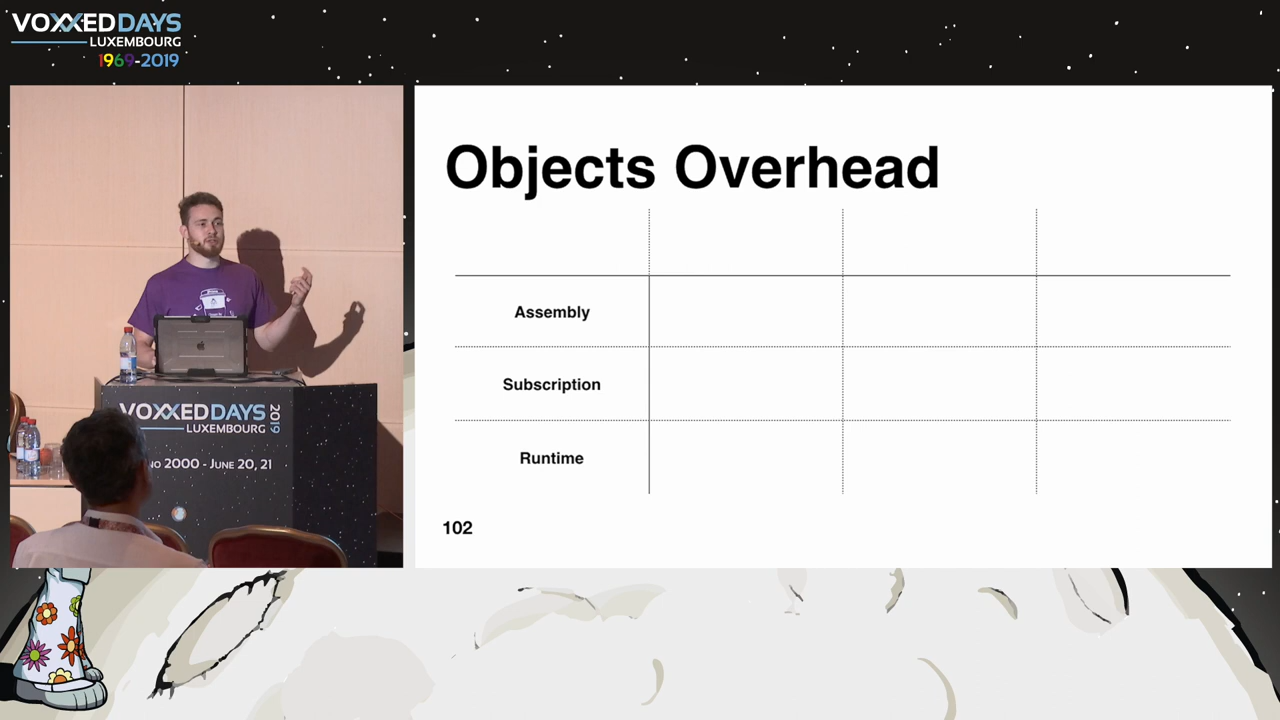 VOXXEDDAYS
LUXEMBOURG
1969-2019
Objects Overhead
Assembly
Subscription
Runtime
102
VOXXEDDAYS
LUXEMBOURG
2019
2000 - JUNE 20, 21